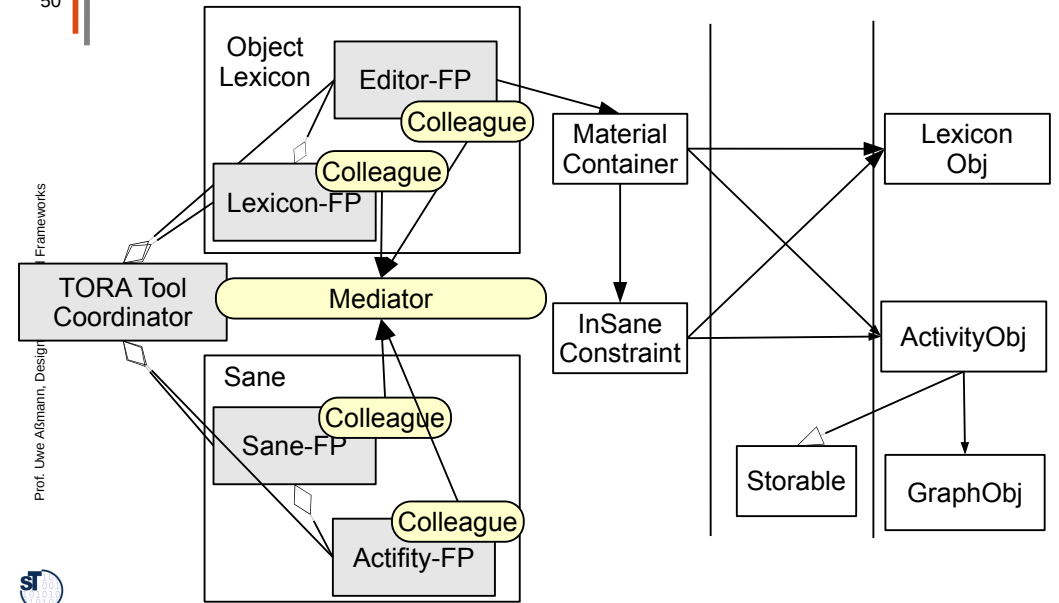 50
Object
Lexicon
Editor-FP
Colleague
Colleague
Lexicon-FP
Material
Container
Lexicon
Obj
TORA Tool
Coordinator
Mediator
InSane
Constraint
ActivityObj
Sane
Colleague
Sane-FP
Storable
GraphObj
Colleague
Actifity-FP
Prof. Uwe Aßmann, Design Frameworks
ST